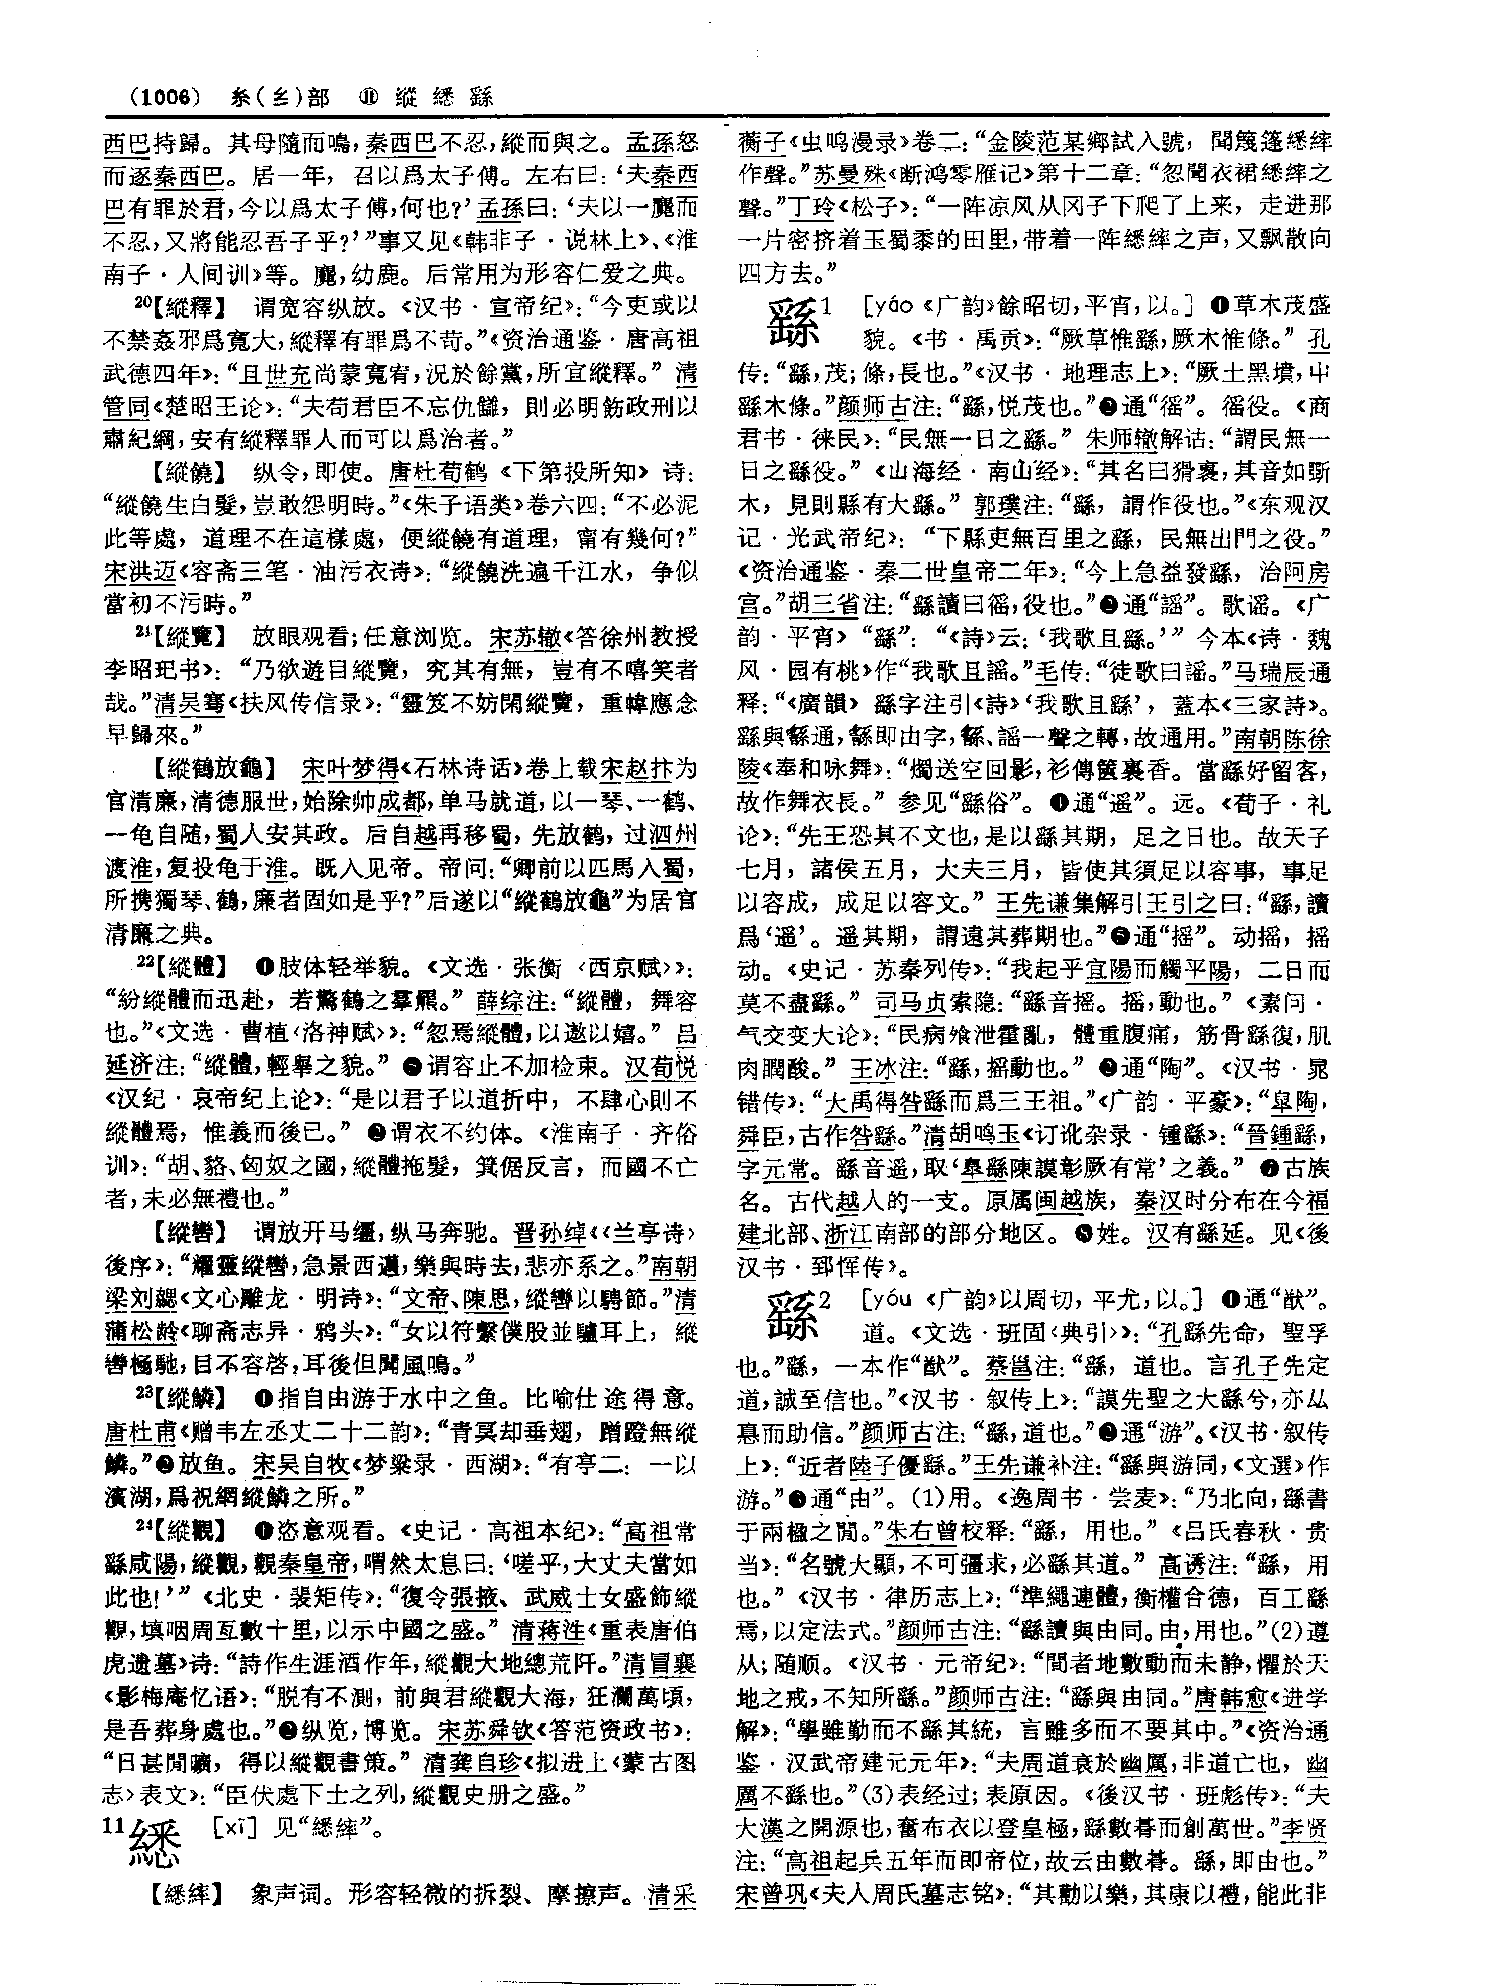 (1006) 糸(糹)部 ⑪ 縱 繱 繇
西巴持歸。其母隨而鳴,秦西巴不忍,縱而與之。孟孫怒
而逐秦西巴。居一年,召以爲太子傅。左右曰:‘夫秦西
巴有罪於君,今以爲太子傅,何也?’孟孫曰:‘夫以一麑而
不忍,又將能忍吾子乎?’”事又见《韩非子·说林上》、《淮
南子·人间训》等。麑,幼鹿。后常用为形容仁爱之典。
20【縱釋】 谓宽容纵放。《汉书·宣帝纪》:“今吏或以
不禁姦邪爲寬大,縱釋有罪爲不苛。”《资治通鉴·唐高祖
武德四年》:“且世充尚蒙寬宥,況於餘黨,所宜縱釋。”清
管同《楚昭王论》:“夫苟君臣不忘仇讎,則必明飭政刑以
肅紀綱,安有縱釋罪人而可以爲治者。”
【縱饒】 纵令,即使。唐杜荀鹤《下第投所知》诗:
“縱饒生白髮,豈敢怨明時。”《朱子语类》卷六四:“不必泥
此等處,道理不在這樣處,便縱饒有道理,甯有幾何?”
宋洪迈《容斋三笔·油污衣诗》:“縱饒洗遍千江水,争似
當初不污時。”
21【縱覽】 放眼观看;任意浏览。宋苏辙《答徐州教授
李昭玘书》:“乃欲遊目縱覽,究其有無,豈有不嘻笑者
哉。”清吴骞《扶风传信录》:“靈笈不妨閑縱覽,重幃應念
早歸來。”
【縱鶴放龜】 宋叶梦得《石林诗话》卷上载宋赵抃为
官清廉,清德服世,始除帅成都,单马就道,以一琴、一鹤、
一龟自随,蜀人安其政。后自越再移蜀,先放鹤,过泗州
渡淮,复投龟于淮。既入见帝。帝问:“卿前以匹馬入蜀,
所携獨琴、鶴,廉者固如是乎?”后遂以“縱鶴放龜”为居官
清廉之典。
22【縱體】 ❶肢体轻举貌。《文选·张衡〈西京赋〉》:
“紛縱體而迅赴,若驚鶴之羣羆。”薛综注:“縱體,舞容
也。”《文选·曹植〈洛神赋〉》:“忽焉縱體,以遨以嬉。”吕
延济注:“縱體,輕舉之貌。”❷谓容止不加检束。汉荀悦
《汉纪·哀帝纪上论》:“是以君子以道折中,不肆心則不
縱體焉,惟義而後已。”❸谓衣不约体。《淮南子·齐俗
训》:“胡、貉、匈奴之國,縱體拖髮,箕倨反言,而國不亡
者,未必無禮也。”
【縱轡】 谓放开马缰,纵马奔驰。晋孙绰《〈兰亭诗〉
後序》:“耀靈縱轡,急景西邁,樂與時去,悲亦系之。”南朝
梁刘勰《文心雕龙·明诗》:“文帝、陳思,縱轡以騁節。”清
蒲松龄《聊斋志异·鸦头》:“女以符繫僕股並驢耳上,縱
轡極馳,目不容啓,耳後但聞風鳴。”
23【縱鱗】 ❶指自由游于水中之鱼。比喻仕途得意。
唐杜甫《赠韦左丞丈二十二韵》:“青冥却垂翅,蹭蹬無縱
鱗。”❷放鱼。宋吴自牧《梦粱录·西湖》:“有亭二:一以
濱湖,爲祝網縱鱗之所。”
24【縱觀】 ❶恣意观看。《史记·高祖本纪》:“高祖常
繇咸陽,縱觀,觀秦皇帝,喟然太息曰:‘嗟乎,大丈夫當如
此也!’”《北史·裴矩传》:“復令張掖、武威士女盛飾縱
觀,填咽周亙數十里,以示中國之盛。”清蒋泩《重表唐伯
虎遗墓》诗:“詩作生涯酒作年,縱觀大地總荒阡。”清冒襄
《影梅庵忆语》:“脱有不測,前與君縱觀大海,狂瀾萬頃,
是吾葬身處也。”❷纵览,博览。宋苏舜钦《答范资政书》:
“日甚閒曠,得以縱觀書策。”清龚自珍《拟进上〈蒙古图
志〉表文》:“臣伏處下士之列,縱觀史册之盛。”
11 繱 [xī] 见“繱繂”。
【繱繂】 象声词。形容轻微的拆裂、摩擦声。清采
蘅子《虫鸣漫录》卷二:“金陵范某鄉試入號,聞篾篷繱繂
作聲。”苏曼殊《断鸿零雁记》第十二章:“忽聞衣裙繱繂之
聲。”丁玲《松子》:“一阵凉风从冈子下爬了上来,走进那
一片密挤着玉蜀黍的田里,带着一阵繱繂之声,又飘散向
四方去。”
繇1 [yáo《广韵》餘昭切,平宵,以。] ❶草木茂盛
貌。《书·禹贡》:“厥草惟繇,厥木惟條。”孔
传:“繇,茂;條,長也。”《汉书·地理志上》:“厥土黑墳,屮
繇木條。”颜师古注:“繇,悦茂也。”❷通“徭”。徭役。《商
君书·徕民》:“民無一日之繇。”朱师辙解诂:“謂民無一
日之繇役。”《山海经·南山经》:“其名曰猾褢,其音如斲
木,見則縣有大繇。”郭璞注:“繇,謂作役也。”《东观汉
记·光武帝纪》:“下縣吏無百里之繇,民無出門之役。”
《资治通鉴·秦二世皇帝二年》:“今上急益發繇,治阿房
宫。”胡三省注:“繇讀曰徭,役也。”❸通“謡”。歌谣。《广
韵·平宵》“繇”:“《詩》云:‘我歌且繇。’”今本《诗·魏
风·园有桃》作“我歌且謡。”毛传:“徒歌曰謡。”马瑞辰通
释:“《廣韻》繇字注引《詩》‘我歌且繇’,蓋本《三家詩》。
繇與䌛通,䌛即由字,䌛、謡一聲之轉,故通用。”南朝陈徐
陵《奉和咏舞》:“燭送空回影,衫傳篋裏香。當繇好留客,
故作舞衣長。”参见“繇俗”。❹通“遥”。远。《荀子·礼
论》:“先王恐其不文也,是以繇其期,足之日也。故天子
七月,諸侯五月,大夫三月,皆使其須足以容事,事足
以容成,成足以容文。”王先谦集解引王引之曰:“繇,讀
爲‘遥’。遥其期,謂遠其葬期也。”❺通“摇”。动摇,摇
动。《史记·苏秦列传》:“我起乎宜陽而觸平陽,二日而
莫不盡繇。”司马贞索隐:“繇音摇。摇,動也。”《素问·
气交变大论》:“民病飧泄霍亂,體重腹痛,筋骨繇復,肌
肉瞤酸。”王冰注:“繇,摇動也。”❻通“陶”。《汉书·晁
错传》:“大禹得咎繇而爲三王祖。”《广韵·平豪》:“皐陶,
舜臣,古作咎繇。”清胡鸣玉《订讹杂录·锺繇》:“晉鍾繇,
字元常。繇音遥,取‘皐繇陳謨彰厥有常’之義。”❼古族
名。古代越人的一支。原属闽越族,秦汉时分布在今福
建北部、浙江南部的部分地区。❽姓。汉有繇延。见《後
汉书·郅恽传》。
繇2 [yóu《广韵》以周切,平尤,以。] ❶通“猷”。
道。《文选·班固〈典引〉》:“孔繇先命,聖孚
也。”繇,一本作“猷”。蔡邕注:“繇,道也。言孔子先定
道,誠至信也。”《汉书·叙传上》:“謨先聖之大繇兮,亦㠯
惪而助信。”颜师古注:“繇,道也。”❷通“游”。《汉书·叙传
上》:“近者陸子優繇。”王先谦补注:“繇與游同,《文選》作
游。”❸通“由”。(1)用。《逸周书·尝麦》:“乃北向,繇書
于兩楹之閒。”朱右曾校释:“繇,用也。”《吕氏春秋·贵
当》:“名號大顯,不可彊求,必繇其道。”高诱注:“繇,用
也。”《汉书·律历志上》:“準繩連體,衡權合德,百工繇
焉,以定法式。”颜师古注:“繇讀與由同。由,用也。”(2)遵
从;随顺。《汉书·元帝纪》:“間者地數動而未静,懼於天
地之戒,不知所繇。”颜师古注:“繇與由同。”唐韩愈《进学
解》:“學雖勤而不繇其統,言雖多而不要其中。”《资治通
鉴·汉武帝建元元年》:“夫周道衰於幽厲,非道亡也,幽
厲不繇也。”(3)表经过;表原因。《後汉书·班彪传》:“夫
大漢之開源也,奮布衣以登皇極,繇數朞而創萬世。”李贤
注:“高祖起兵五年而即帝位,故云由數朞。繇,即由也。”
宋曾巩《夫人周氏墓志铭》:“其勸以樂,其康以禮,能此非